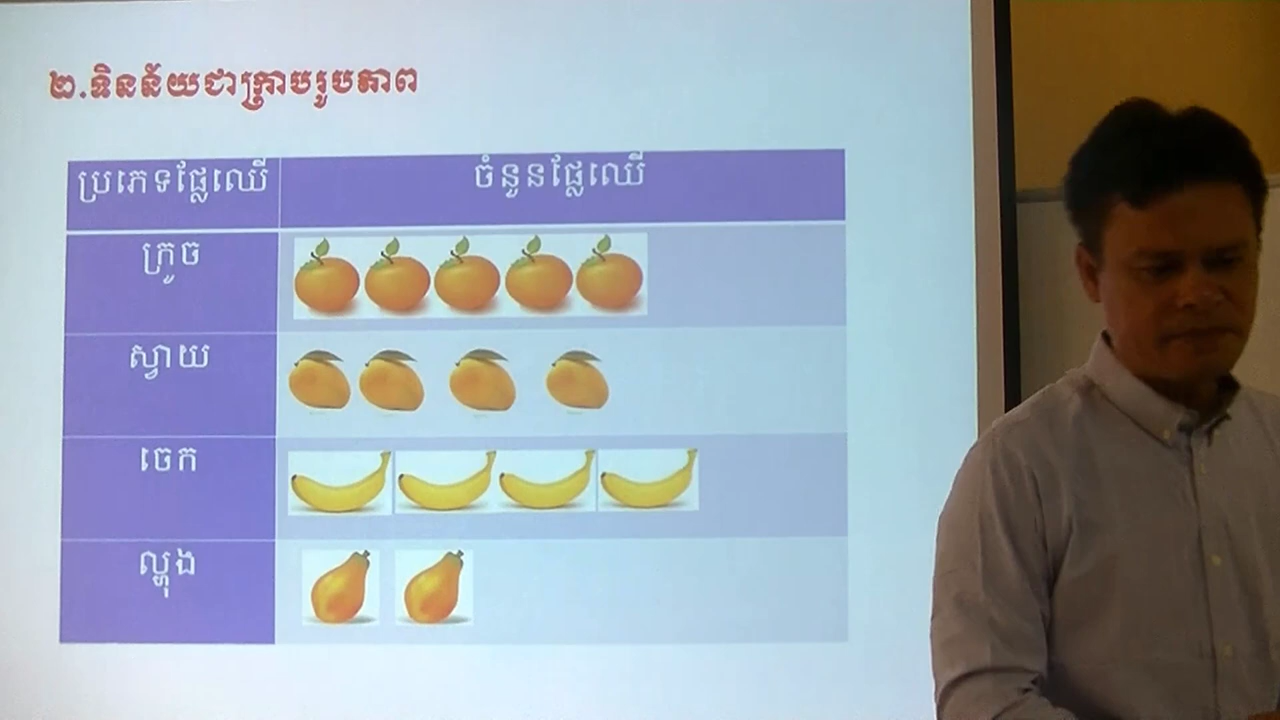 ២.ទិនន័យជាក្រាបរូបភាព
ប្រភេទផ្លែឈើ ចំនួនផ្លែឈើ
ក្រូច
ស្វាយ
ចេក
ល្ហុង